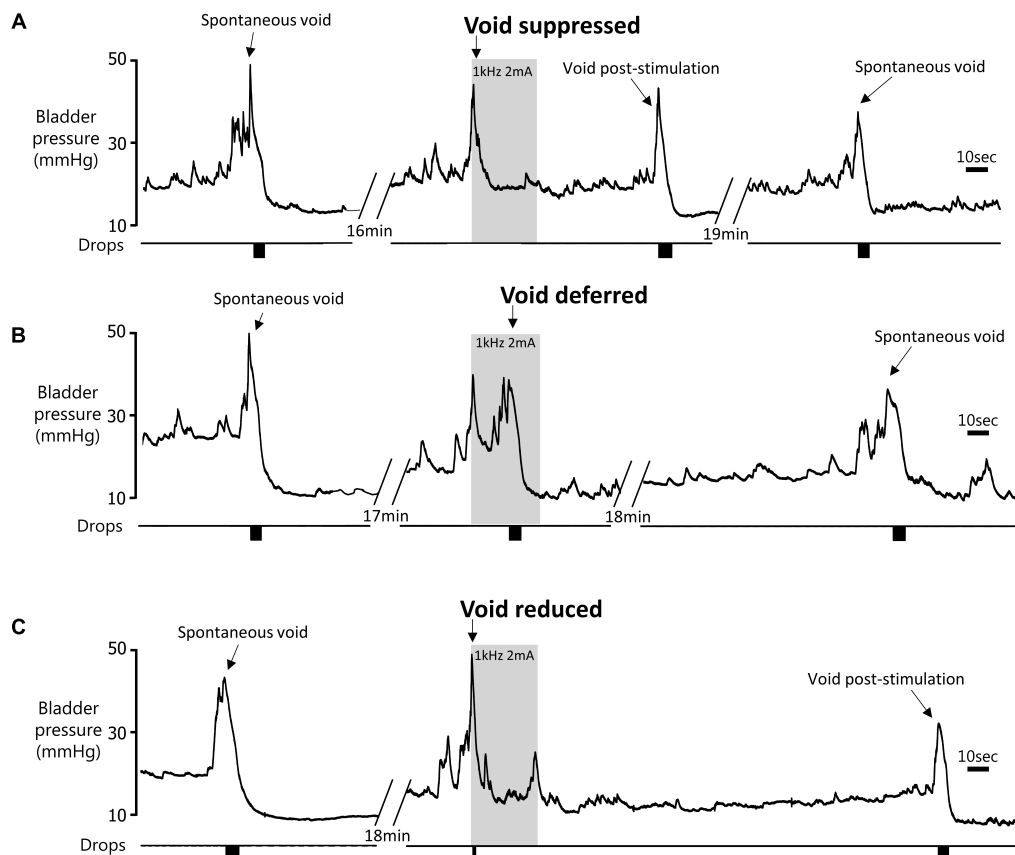 A
Spontaneous void
Void suppressed
1kHz 2mA
Void post-stimulation
Spontaneous void
50
Bladder
pressure
(mmHg)
30
10sec
10
16min
19min
Drops
B
Spontaneous void
Void deferred
1kHz 2mA
Spontaneous void
50
Bladder
pressure
(mmHg)
30
10sec
10
17min
18min
Drops
C
Spontaneous void
Void reduced
1kHz 2mA
Void post-stimulation
50
Bladder
pressure
(mmHg)
30
10sec
10
18min
Drops